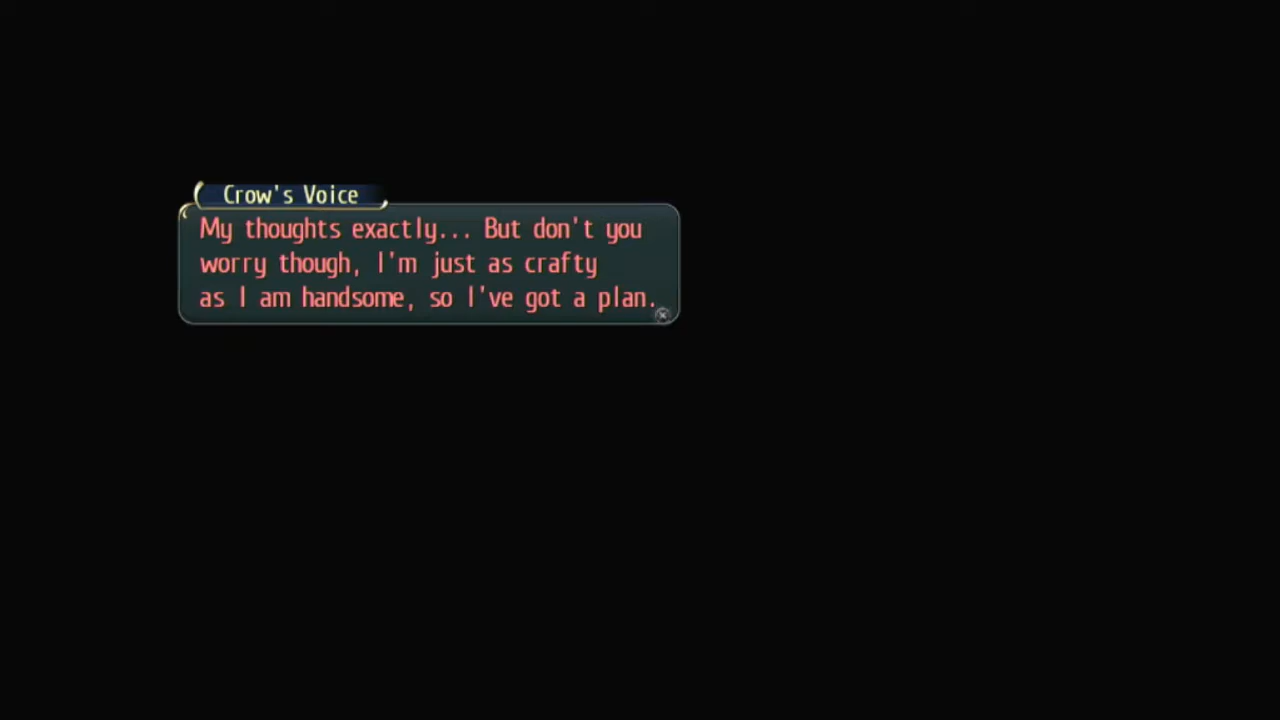 Crow's Voice
My thoughts exactly... But don't you
worry though, I'm just as crafty
as I am handsome, so I've got a plan.